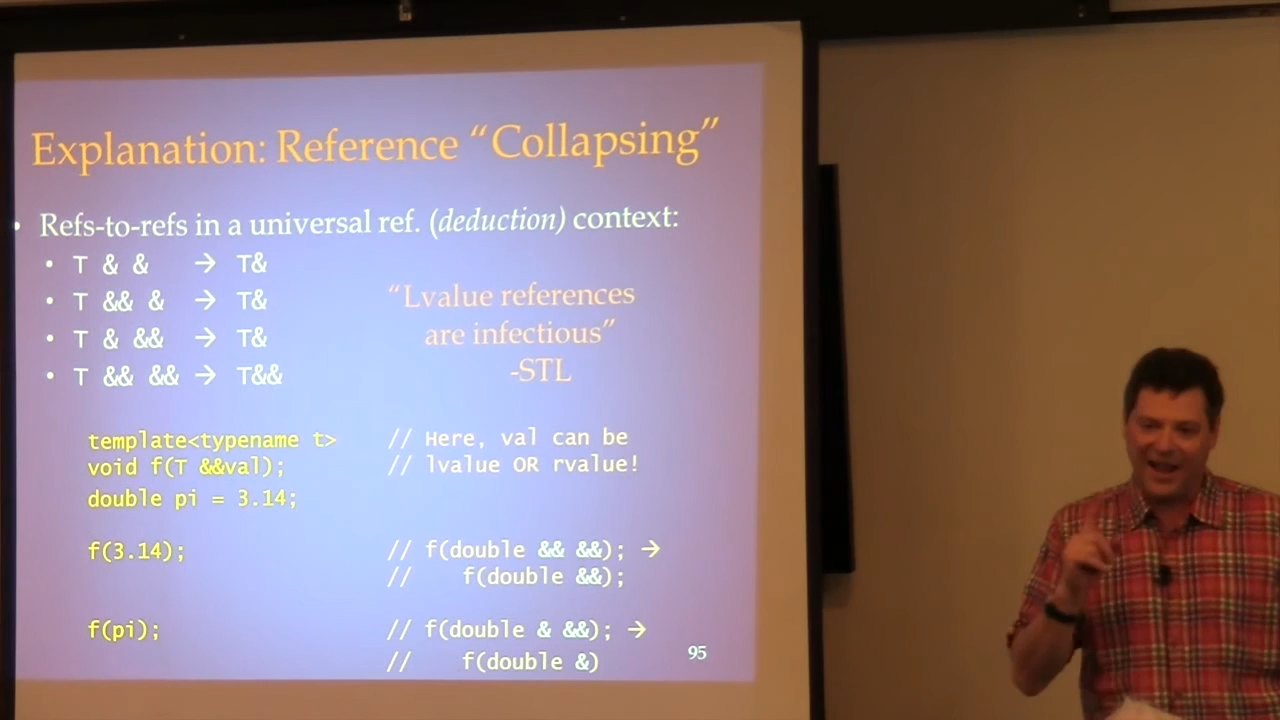 Explanation: Reference “Collapsing”
• Refs-to-refs in a universal ref. (deduction) context:
• T & & → T&
• T && & → T&
• T & && → T&
• T && && → T&&
“Lvalue references
are infectious”
-STL
template<typename t> // Here, val can be
void f(T &&val); // lvalue OR rvalue!
double pi = 3.14;
f(3.14); // f(double && &&); →
// f(double &&);
f(pi); // f(double & &&); →
// f(double &)
95